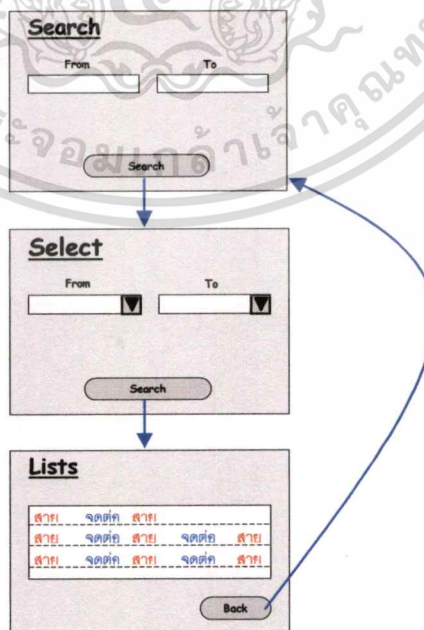 Search
From To
Search
Select
From To
Search
Lists
สาย จุดต่อ สาย
สาย จุดต่อ สาย จุดต่อ สาย
สาย จุดต่อ สาย จุดต่อ สาย
Back